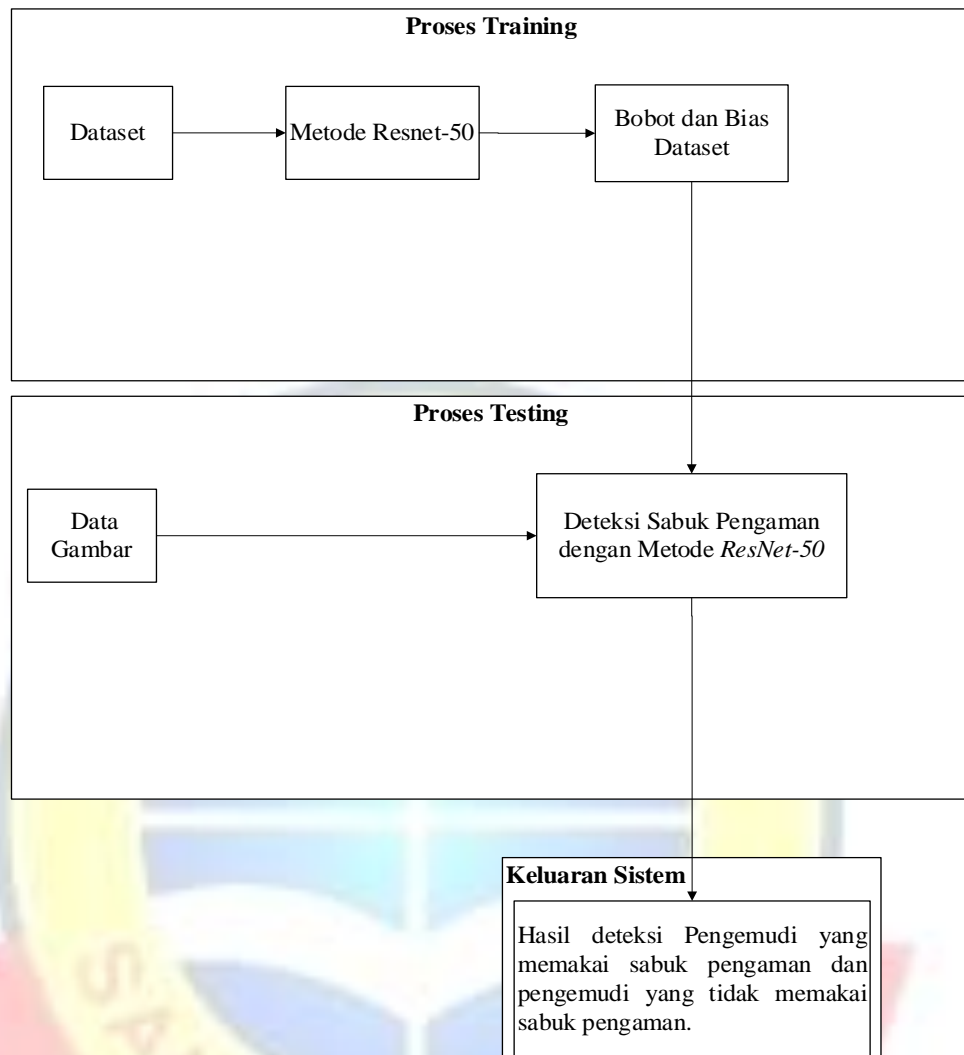 Proses Training
Dataset
Metode Resnet-50
Bobot dan Bias
Dataset
Proses Testing
Data
Gambar
Deteksi Sabuk Pengaman
dengan Metode ResNet-50
Keluaran Sistem
Hasil deteksi Pengemudi yang
memakai sabuk pengaman dan
pengemudi yang tidak memakai
sabuk pengaman.